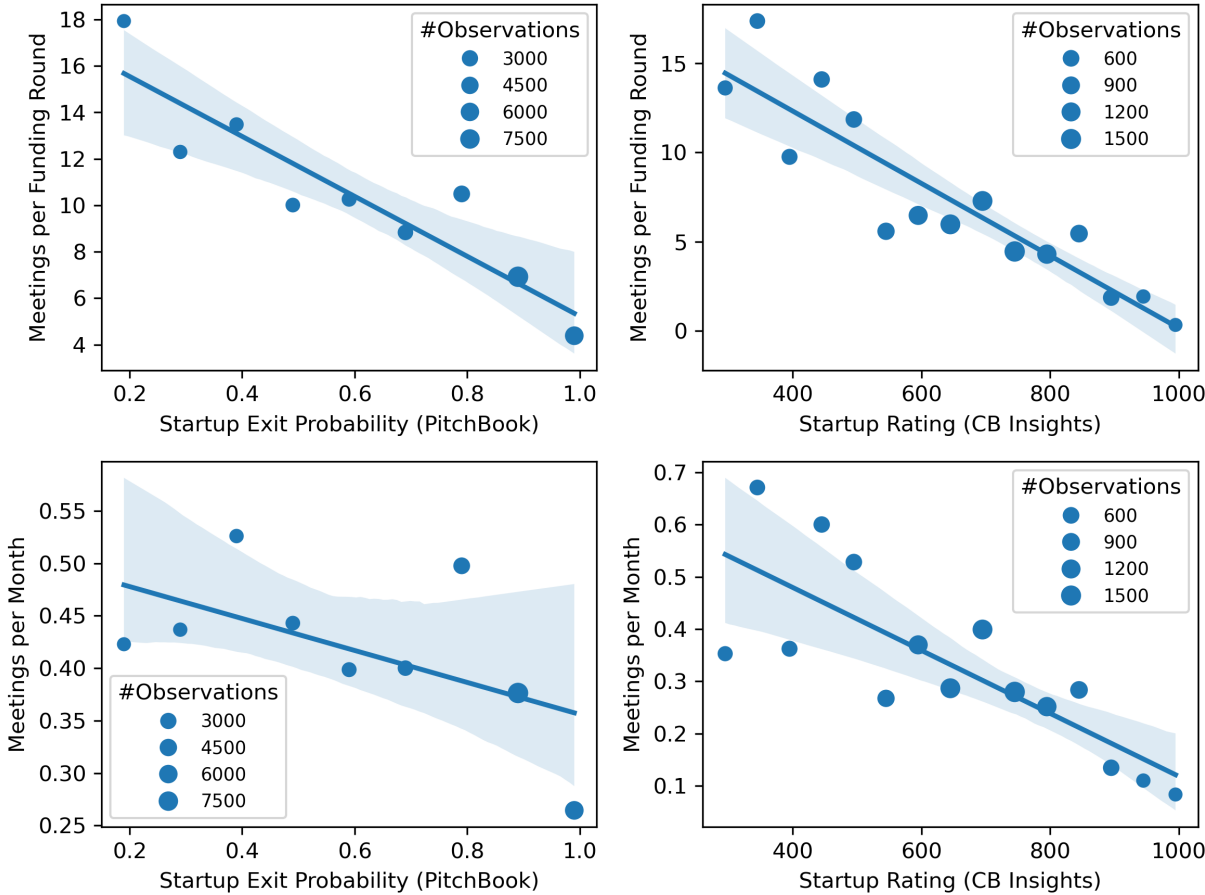 18
16
14
12
10
8
6
4
Meetings per Funding Round
#Observations
3000
4500
6000
7500
0.2 0.4 0.6 0.8 1.0
Startup Exit Probability (PitchBook)
15
10
5
0
Meetings per Funding Round
#Observations
600
900
1200
1500
400 600 800 1000
Startup Rating (CB Insights)
0.55
0.50
0.45
0.40
0.35
0.30
0.25
Meetings per Month
#Observations
3000
4500
6000
7500
0.2 0.4 0.6 0.8 1.0
Startup Exit Probability (PitchBook)
0.7
0.6
0.5
0.4
0.3
0.2
0.1
Meetings per Month
#Observations
600
900
1200
1500
400 600 800 1000
Startup Rating (CB Insights)